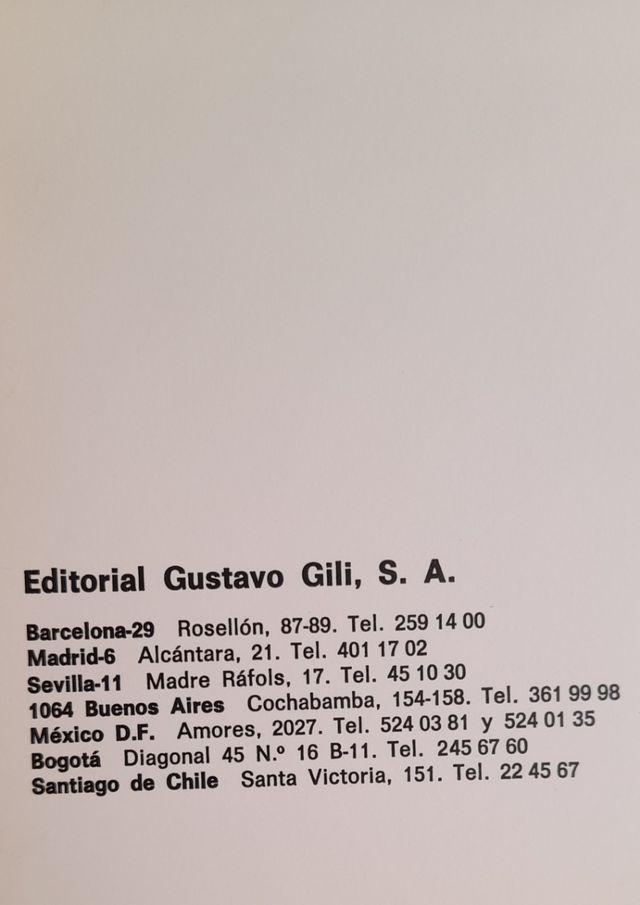 Editorial Gustavo Gili, S. A.
Barcelona-29 Rosellón, 87-89. Tel. 259 14 00
Madrid-6 Alcántara, 21. Tel. 401 17 02
Sevilla-11 Madre Ráfols, 17. Tel. 45 10 30
1064 Buenos Aires Cochabamba, 154-158. Tel. 361 99 98
México D.F. Amores, 2027. Tel. 524 03 81 y 524 01 35
Bogotá Diagonal 45 N.º 16 B-11. Tel. 245 67 60
Santiago de Chile Santa Victoria, 151. Tel. 22 45 67